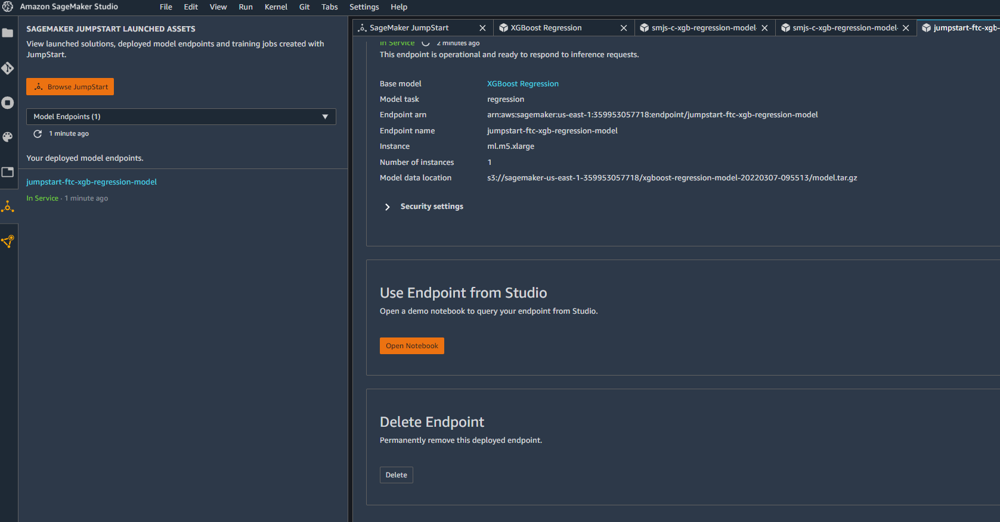 Amazon SageMaker Studio
File Edit View Run Kernel Git Tabs Settings Help
SAGEMAKER JUMPSTART LAUNCHED ASSETS
View launched solutions, deployed model endpoints and training jobs created with
JumpStart.
Browse JumpStart
Model Endpoints (1)
1 minute ago
Your deployed model endpoints.
jumpstart-ftc-xgb-regression-model
In Service · 1 minute ago
SageMaker JumpStart
XGBoost Regression
smjs-c-xgb-regression-model-
smjs-c-xgb-regression-model-
jumpstart-ftc-xgb-
In Service 2 minutes ago
This endpoint is operational and ready to respond to inference requests.
Base model XGBoost Regression
Model task regression
Endpoint arn arn:aws:sagemaker:us-east-1:359953057718:endpoint/jumpstart-ftc-xgb-regression-model
Endpoint name jumpstart-ftc-xgb-regression-model
Instance ml.m5.xlarge
Number of instances 1
Model data location s3://sagemaker-us-east-1-359953057718/xgboost-regression-model-20220307-095513/model.tar.gz
Security settings
Use Endpoint from Studio
Open a demo notebook to query your endpoint from Studio.
Open Notebook
Delete Endpoint
Permanently remove this deployed endpoint.
Delete